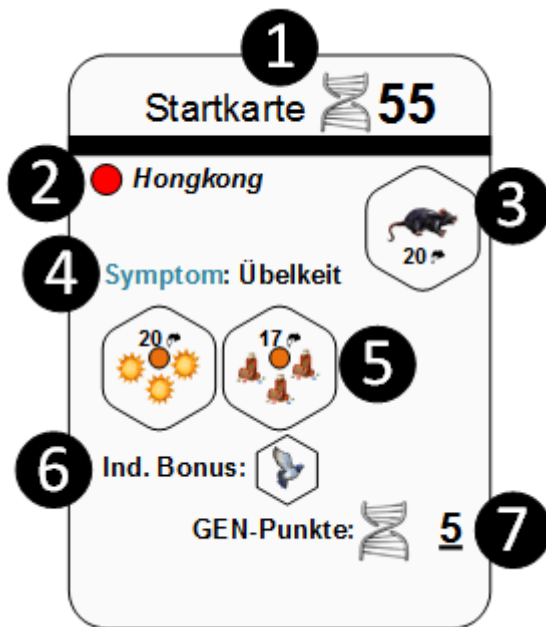 1
Startkarte 55
2 Hongkong
3
20
4 Symptom: Übelkeit
20 17
5
6 Ind. Bonus:
GEN-Punkte: 5 7